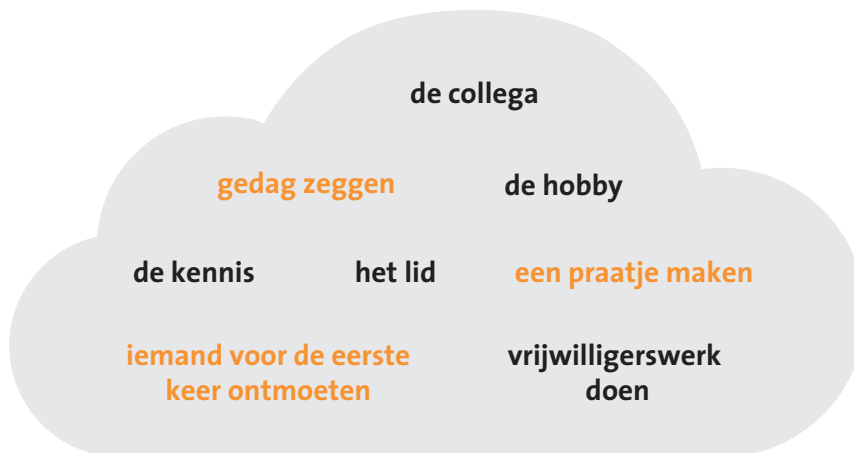 de collega
gedag zeggen
de hobby
de kennis
het lid
een praatje maken
iemand voor de eerste
keer ontmoeten
vrijwilligerswerk
doen